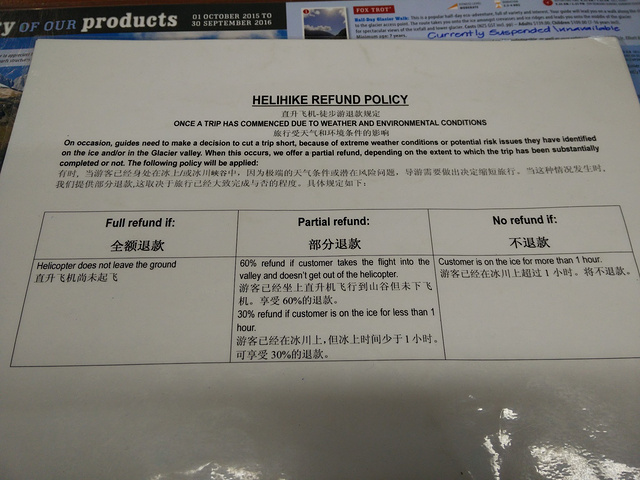 Y OF OUR products
01 OCTOBER 2015 TO
30 SEPTEMBER 2016
FOX TROT
Currently Suspended/Unavailable
HELIHIKE REFUND POLICY
直升飞机-徒步游退款规定
ONCE A TRIP HAS COMMENCED DUE TO WEATHER AND ENVIRONMENTAL CONDITIONS
旅行受天气和环境条件的影响
On occasion, guides need to make a decision to cut a trip short, because of extreme weather conditions or potential risk issues they have identified
on the ice and/or in the Glacier valley. When this occurs, we offer a partial refund, depending on the extent to which the trip has been substantially
completed or not. The following policy will be applied:
有时，当游客已经身处在冰上/或冰川峡谷中，因为极端的天气条件或潜在风险问题，导游需要做出决定缩短旅行。当这种情况发生时，
我们提供部分退款,这取决于旅行已经大致完成与否的程度。具体规定如下：
Full refund if:
全额退款
Helicopter does not leave the ground
直升飞机尚未起飞
Partial refund:
部分退款
60% refund if customer takes the flight into the
valley and doesn't get out of the helicopter.
游客已经坐上直升机飞行到山谷但未下飞
机。享受 60%的退款。
30% refund if customer is on the ice for less than 1
hour.
游客已经在冰川上,但冰上时间少于 1 小时。
可享受 30%的退款。
No refund if:
不退款
Customer is on the ice for more than 1 hour.
游客已经在冰川上超过 1 小时。将不退款。